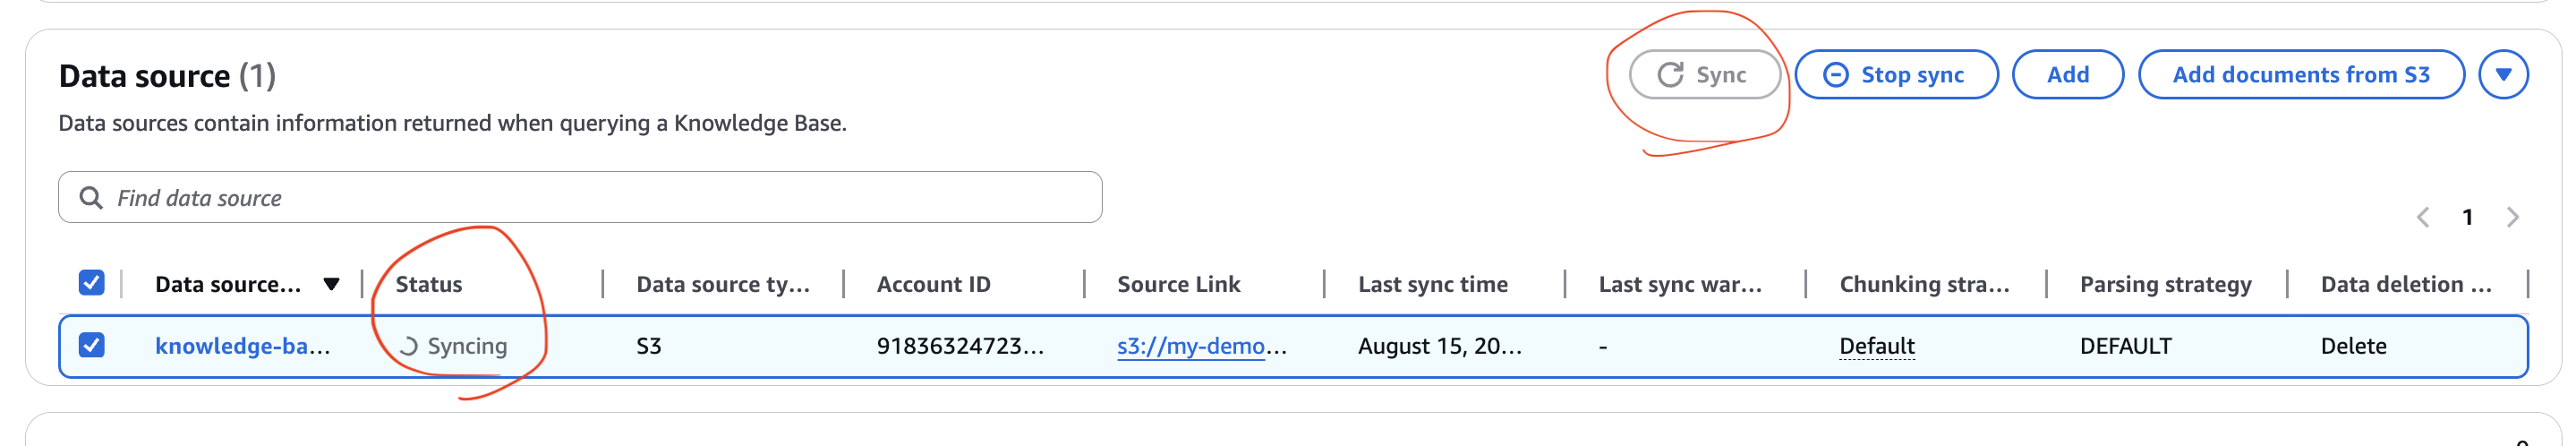 Data source (1)
Sync
Stop sync
Add
Add documents from S3
Data sources contain information returned when querying a Knowledge Base.
Find data source
1
Data source... Status Data source ty... Account ID Source Link Last sync time Last sync war... Chunking stra... Parsing strategy Data deletion ...
knowledge-ba... Syncing S3 91836324723... s3://my-demo... August 15, 20... - Default DEFAULT Delete